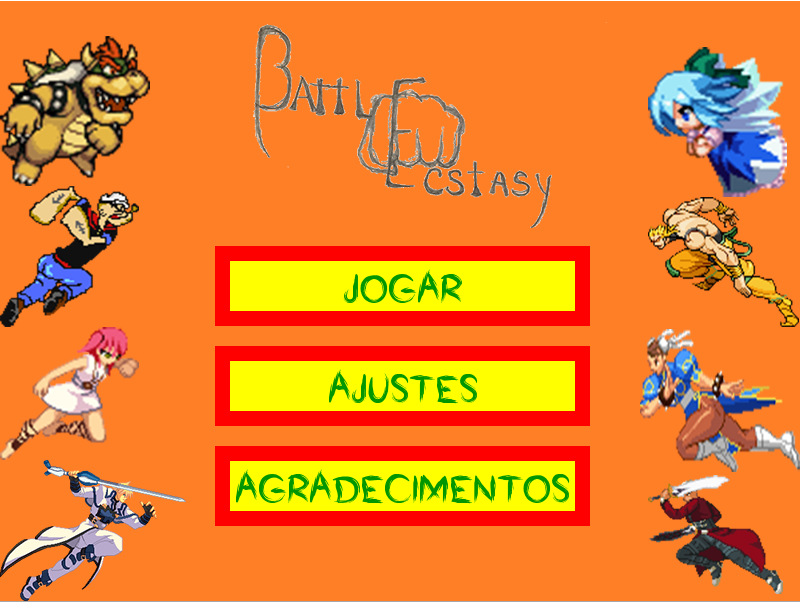 Battle
Ecstasy
JOGAR
AJUSTES
AGRADECIMENTOS